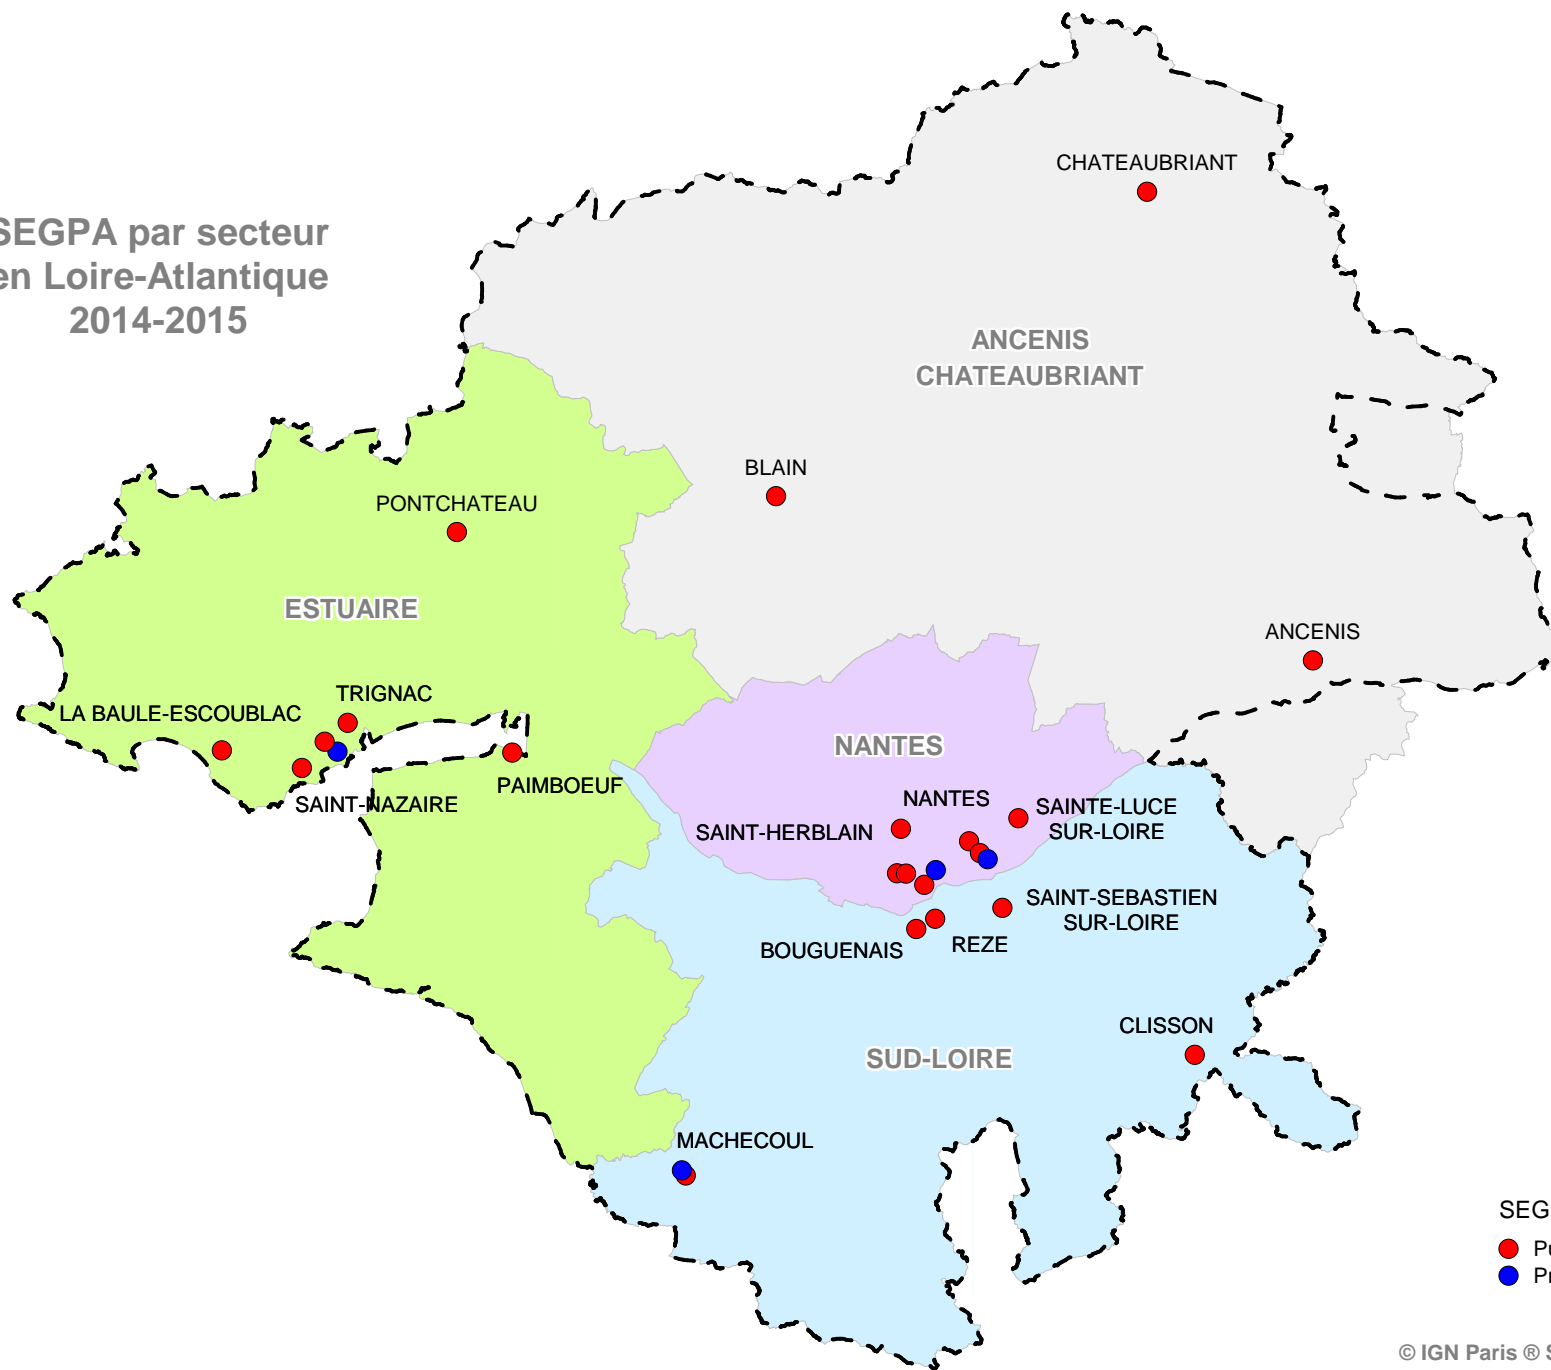 CHATEAUBRIANT
SEGPA par secteur
en Loire-Atlantique
2014-2015
ANCENIS
CHATEAUBRIANT
BLAIN
PONTCHATEAU
ESTUAIRE
ANCENIS
TRIGNAC
LA BAULE-ESCOUBLAC
NANTES
PAIMBOEUF
SAINT-NAZAIRE
NANTES
SAINTE-LUCE
SUR-LOIRE
SAINT-HERBLAIN
SAINT-SEBASTIEN
SUR-LOIRE
BOUGUENAIS
REZE
CLISSON
SUD-LOIRE
MACHECOUL
SEG
Pu
Pr
© IGN Paris ® S